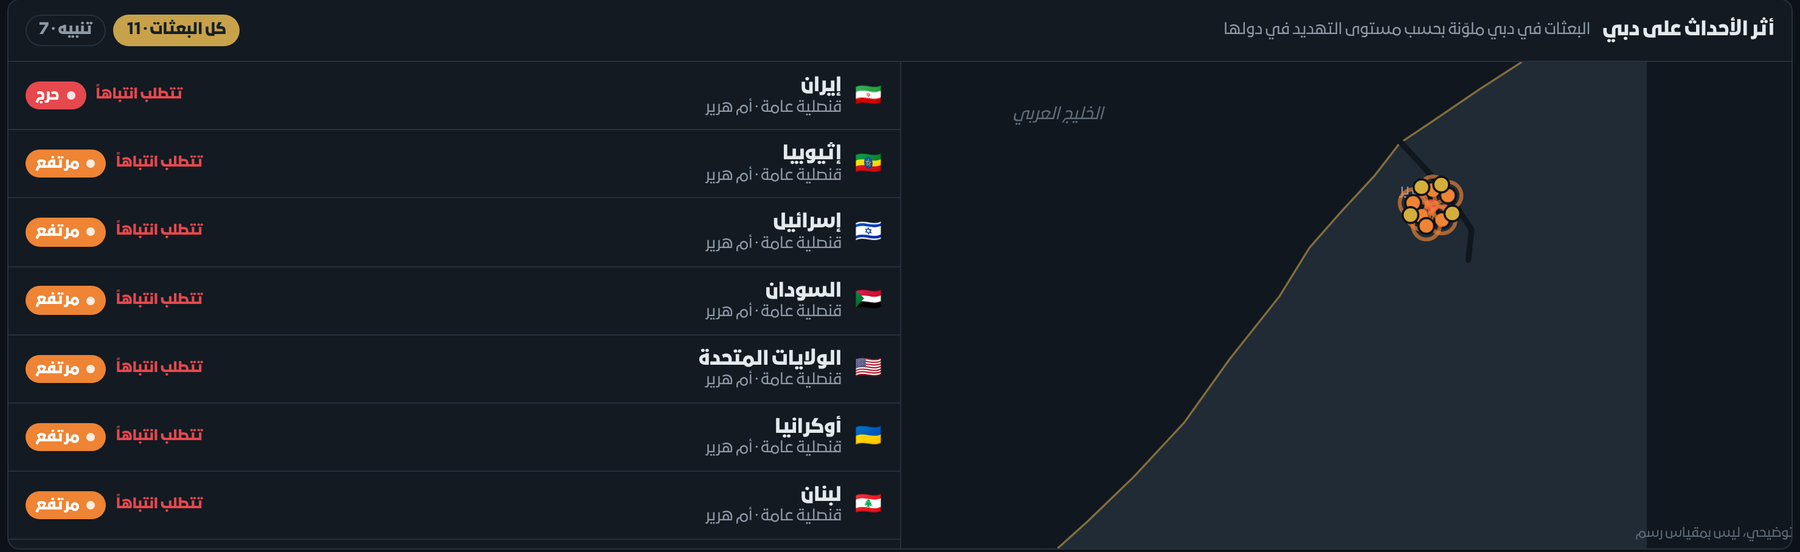 أثر الأحداث على دبي
البعثات في دبي ملوّنة بحسب مستوى التهديد في دولها
كل البعثات · 11
تنبيه · 7
الخليج العربي
توضيحي، ليس بمقياس رسم
إيران
قنصلية عامة · أم هرير
تتطلب انتباهاً
حرج
إثيوبيا
قنصلية عامة · أم هرير
تتطلب انتباهاً
مرتفع
إسرائيل
قنصلية عامة · أم هرير
تتطلب انتباهاً
مرتفع
السودان
قنصلية عامة · أم هرير
تتطلب انتباهاً
مرتفع
الولايات المتحدة
قنصلية عامة · أم هرير
تتطلب انتباهاً
مرتفع
أوكرانيا
قنصلية عامة · أم هرير
تتطلب انتباهاً
مرتفع
لبنان
قنصلية عامة · أم هرير
تتطلب انتباهاً
مرتفع